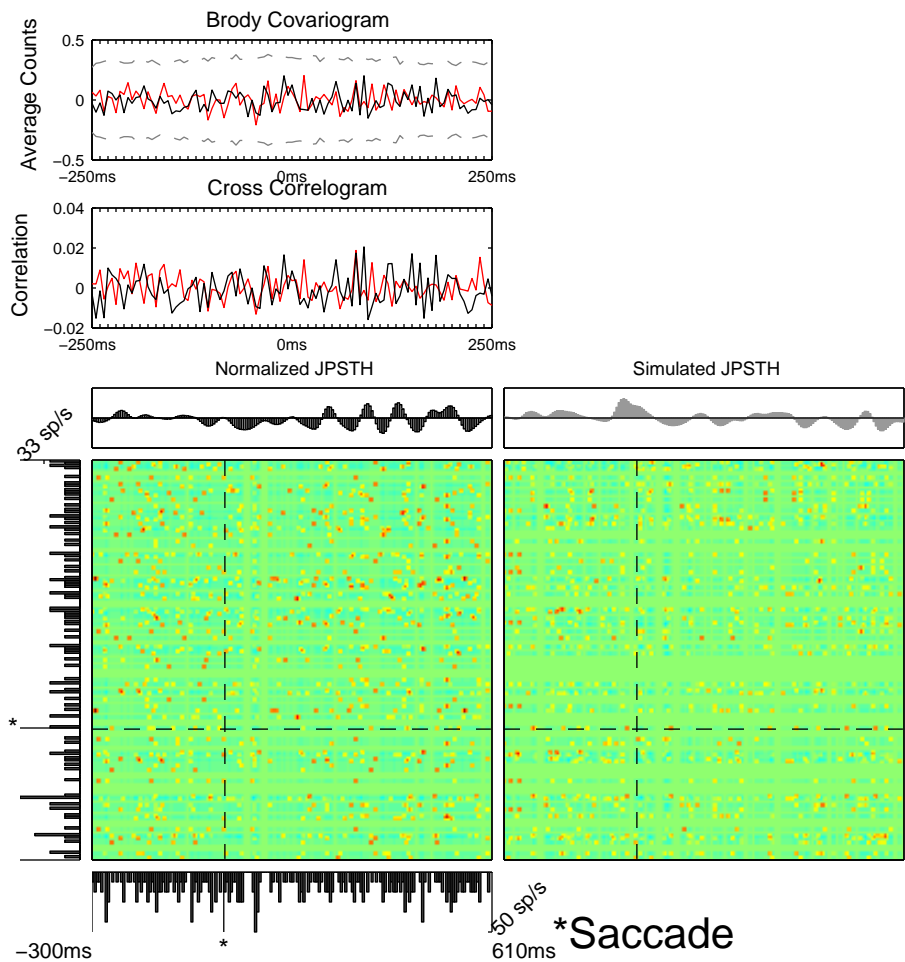 Brody Covariogram
Average Counts
0.5
0
−0.5
−250ms
0ms
250ms
Cross Correlogram
Correlation
0.04
0.02
0
−0.02
−250ms
0ms
250ms
Normalized JPSTH
Simulated JPSTH
33 sp/s
*
*
50 sp/s
−300ms
610ms
*Saccade